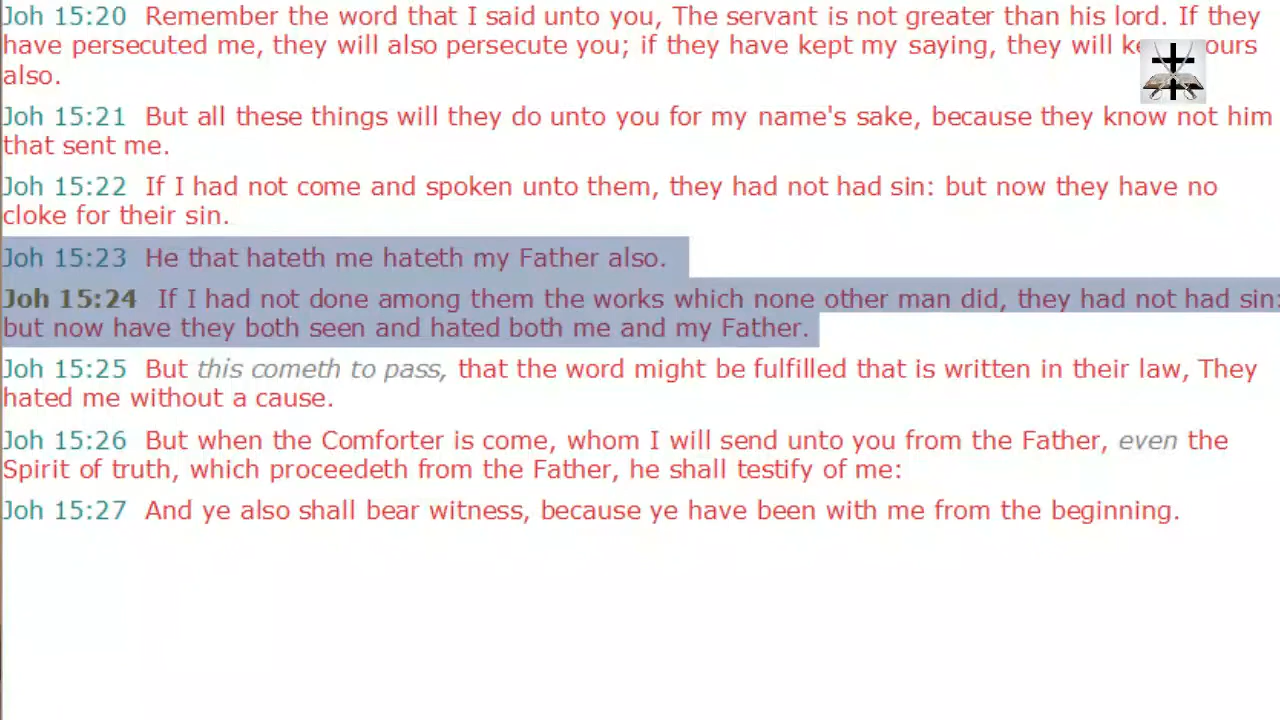 Joh 15:20 Remember the word that I said unto you, The servant is not greater than his lord. If they
have persecuted me, they will also persecute you; if they have kept my saying, they will
also.
Joh 15:21 But all these things will they do unto you for my name's sake, because they know not him
that sent me.
Joh 15:22 If I had not come and spoken unto them, they had not had sin: but now they have no
cloke for their sin.
Joh 15:23 He that hateth me hateth my Father also.
Joh 15:24 If I had not done among them the works which none other man did, they had not had sin:
but now have they both seen and hated both me and my Father.
Joh 15:25 But this cometh to pass, that the word might be fulfilled that is written in their law, They
hated me without a cause.
Joh 15:26 But when the Comforter is come, whom I will send unto you from the Father, even the
Spirit of truth, which proceedeth from the Father, he shall testify of me:
Joh 15:27 And ye also shall bear witness, because ye have been with me from the beginning.